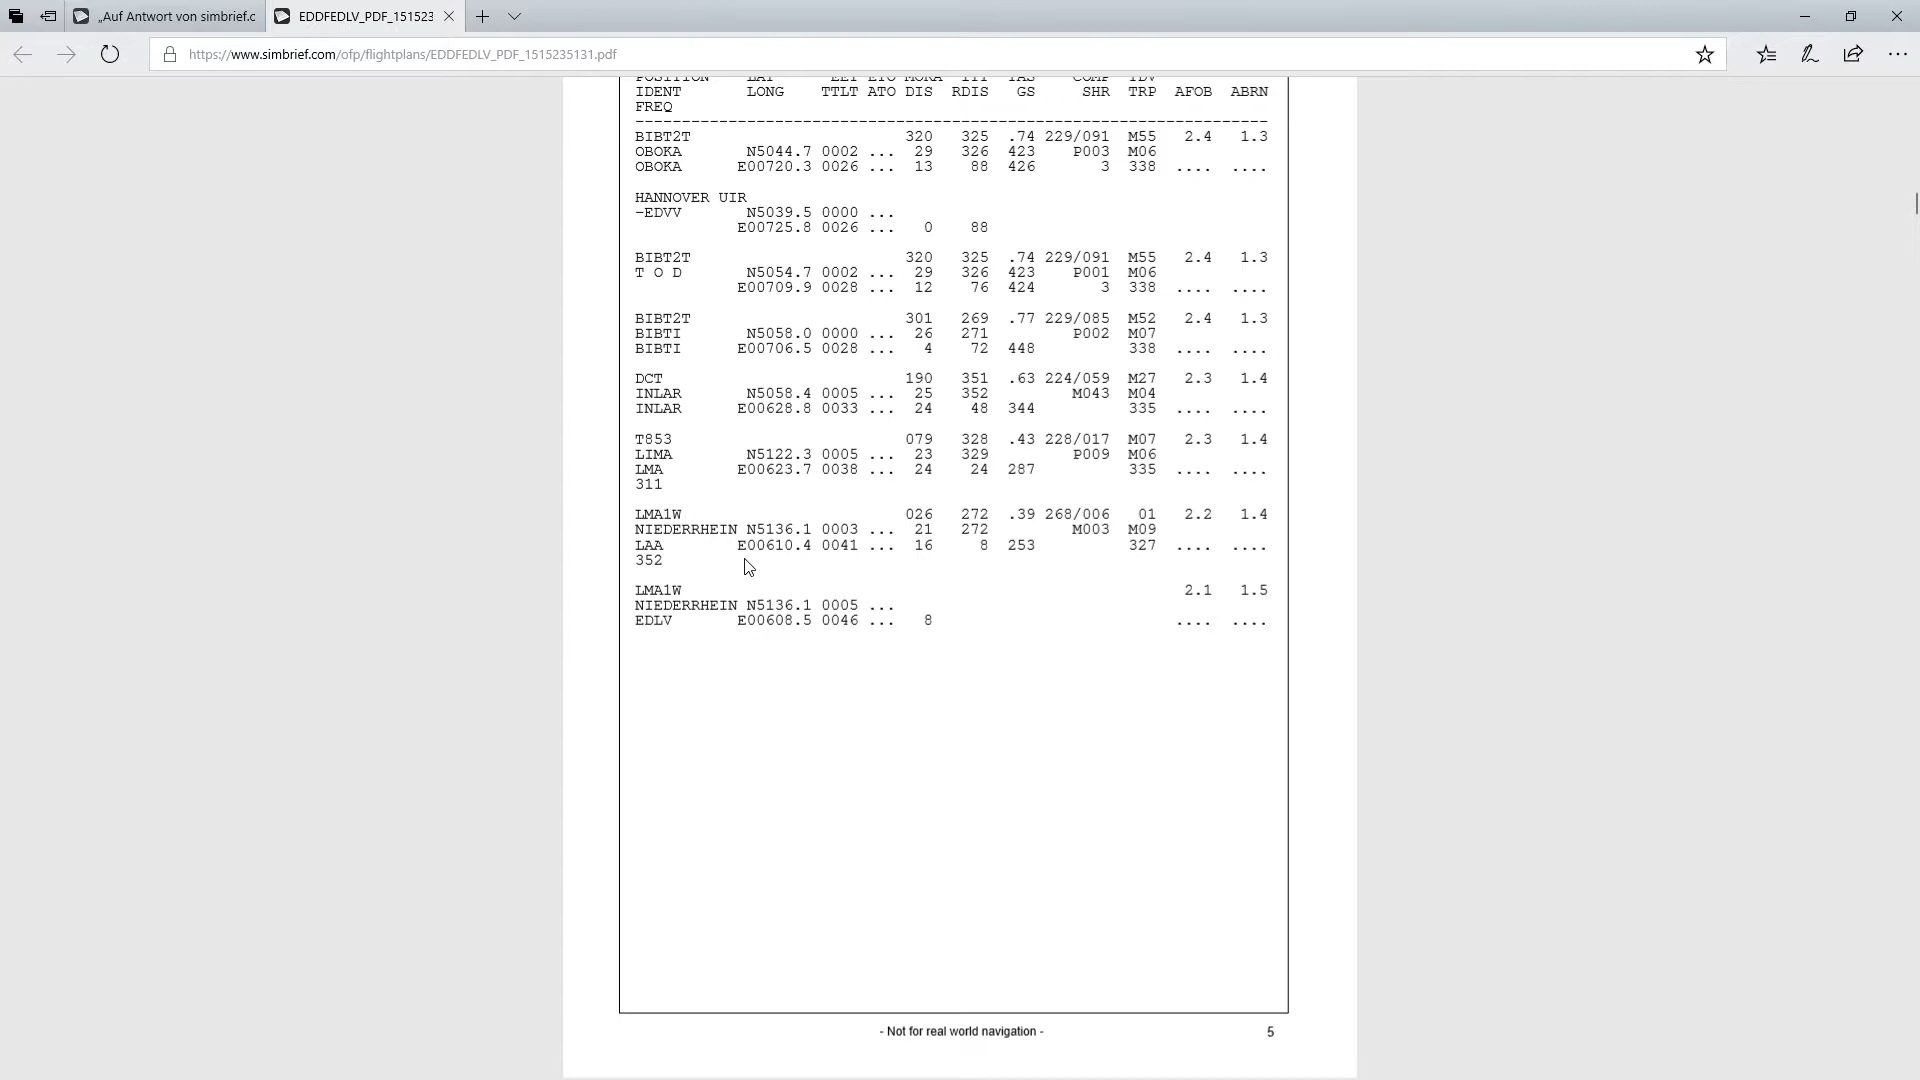 „Auf Antwort von simbrief.c
EDDFEDLV_PDF_151523
https://www.simbrief.com/ofp/flightplans/EDDFEDLV_PDF_1515235131.pdf
POSITION LAT EET ETO MORA TTT TAS COMP TDV
IDENT LONG TTLT ATO DIS RDIS GS SHR TRP AFOB ABRN
FREQ
--------------------------------------------------------------------
BIBT2T 320 325 .74 229/091 M55 2.4 1.3
OBOKA N5044.7 0002 ... 29 326 423 P003 M06
OBOKA E00720.3 0026 ... 13 88 426 3 338 .... ....
HANNOVER UIR
-EDVV N5039.5 0000 ...
E00725.8 0026 ... 0 88
BIBT2T 320 325 .74 229/091 M55 2.4 1.3
T O D N5054.7 0002 ... 29 326 423 P001 M06
E00709.9 0028 ... 12 76 424 3 338 .... ....
BIBT2T 301 269 .77 229/085 M52 2.4 1.3
BIBTI N5058.0 0000 ... 26 271 P002 M07
BIBTI E00706.5 0028 ... 4 72 448 338 .... ....
DCT 190 351 .63 224/059 M27 2.3 1.4
INLAR N5058.4 0005 ... 25 352 M043 M04
INLAR E00628.8 0033 ... 24 48 344 335 .... ....
T853 079 328 .43 228/017 M07 2.3 1.4
LIMA N5122.3 0005 ... 23 329 P009 M06
LMA E00623.7 0038 ... 24 24 287 335 .... ....
311
LMA1W 026 272 .39 268/006 01 2.2 1.4
NIEDERRHEIN N5136.1 0003 ... 21 272 M003 M09
LAA E00610.4 0041 ... 16 8 253 327 .... ....
352
LMA1W 2.1 1.5
NIEDERRHEIN N5136.1 0005 ...
EDLV E00608.5 0046 ... 8 .... ....
- Not for real world navigation - 5